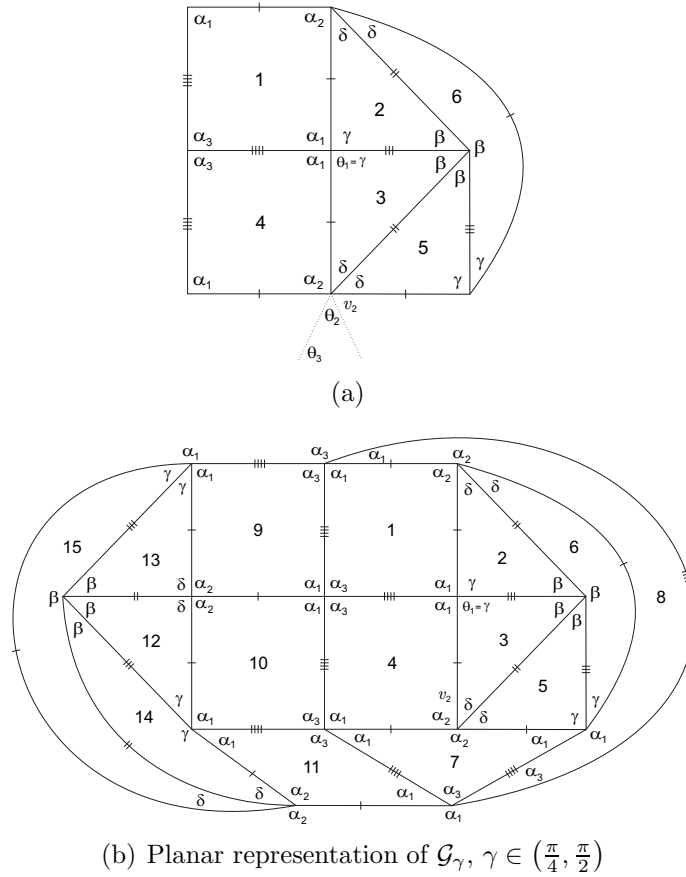 α₁ α₂ δ δ
1 6
2
α₃ α₁ γ β β
α₃ α₁ θ₁ = γ β β
3
4 5
δ γ
α₁ α₂ δ γ
θ₂ v₂
θ₃
(a)
α₁ α₃ α₁ α₂
γ γ α₁ α₃ α₁ α₂ δ δ
9 1 6
15 13 2 8
β β δ α₂ α₁ α₃ α₁ γ β β
β β δ α₂ α₁ α₃ α₁ θ₁ = γ β β
12 3
10 4 5
14 γ v₂ δ γ
γ α₁ α₃ α₁ α₂ δ γ
α₁ α₃ α₁ α₂ α₁ α₁
11 7 α₃
δ δ α₂ α₁ α₃
α₂ α₁
(b) Planar representation of 𝒢_γ, γ ∈ (π/4, π/2)